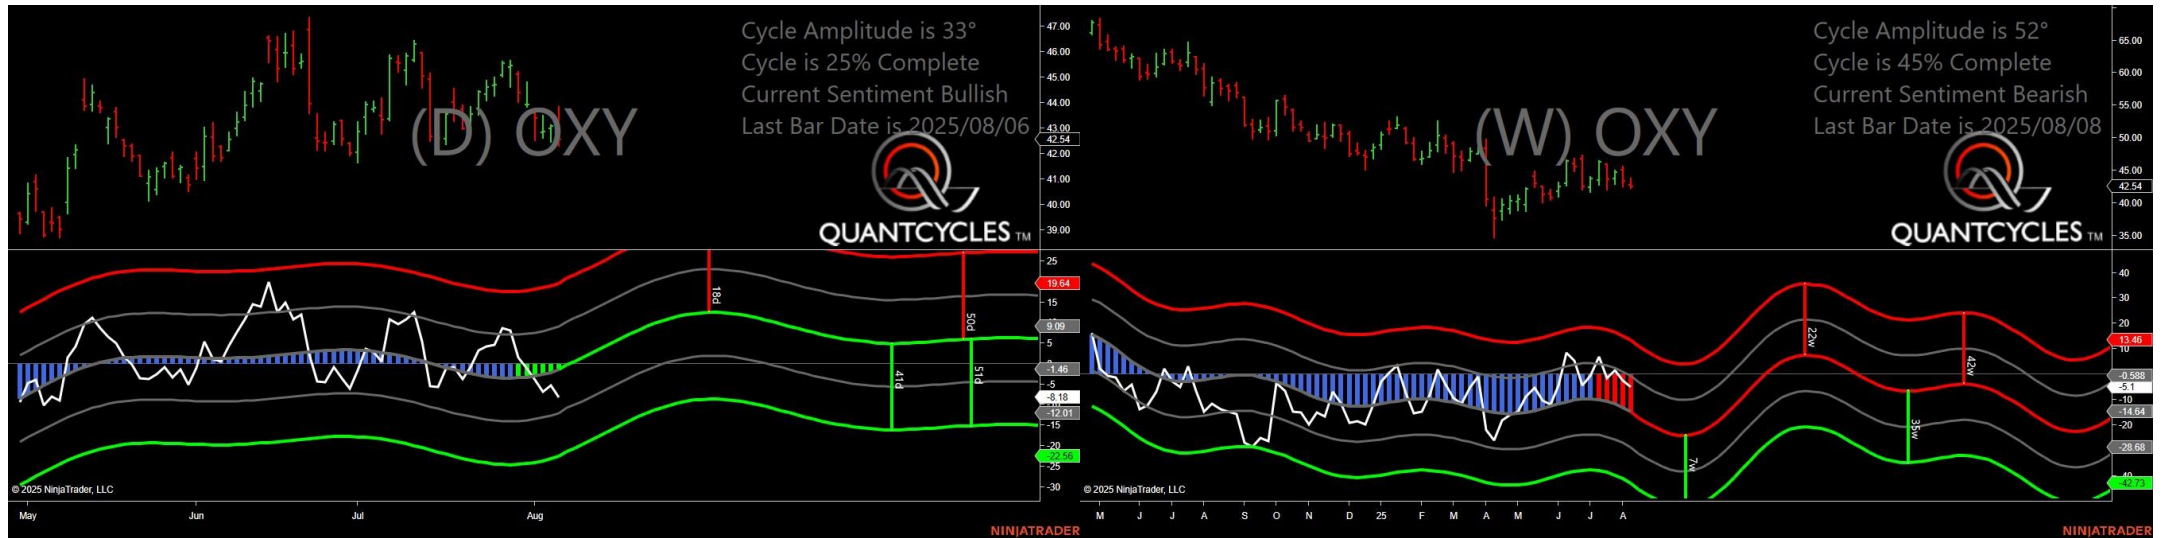 Cycle Amplitude is 33°
Cycle is 25% Complete
Current Sentiment Bullish
Last Bar Date is 2025/08/06
(D) OXY
QUANTCYCLES TM
47.00
46.00
45.00
44.00
43.00
42.54
42.00
41.00
40.00
39.00
18d
50d
41d
51d
25
19.64
15
9.09
5
-1.46
-5
-8.18
-12.01
-15
-20
-22.56
-25
-30
© 2025 NinjaTrader, LLC
May Jun Jul Aug
NINJATRADER
Cycle Amplitude is 52°
Cycle is 45% Complete
Current Sentiment Bearish
Last Bar Date is 2025/08/08
(W) OXY
QUANTCYCLES TM
65.00
60.00
55.00
50.00
45.00
42.54
40.00
35.00
22w
42w
35w
7w
40
30
20
13.46
10
-0.588
-5.1
-10
-14.64
-20
-28.68
-42.73
© 2025 NinjaTrader, LLC
M J J A S O N D 25 F M A M J J A
NINJATRADER